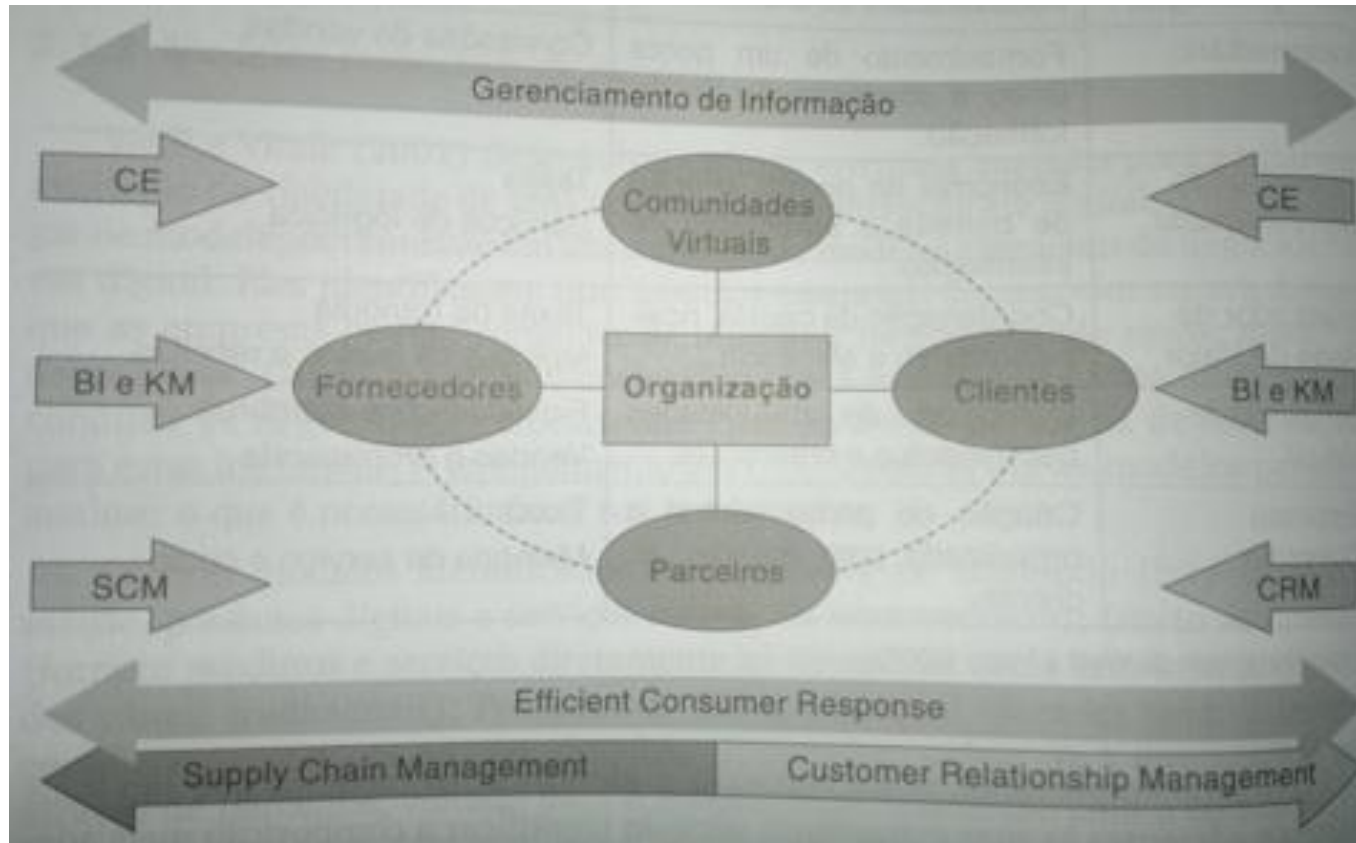 Gerenciamento de Informação
CE
CE
Comunidades
Virtuais
BI e KM
Fornecedores
Organização
Clientes
BI e KM
SCM
Parceiros
CRM
Efficient Consumer Response
Supply Chain Management
Customer Relationship Management